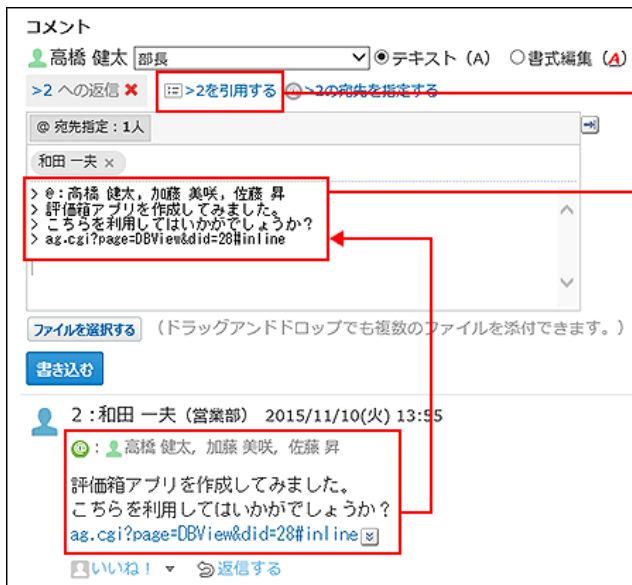 コメント
高橋 健太 部長 テキスト (A) 書式編集 (A)
>2 への返信 >2を引用する >2の宛先を指定する
@ 宛先指定:1人
和田 一夫 ×
> @:高橋 健太, 加藤 美咲, 佐藤 昇
> 評価箱アプリを作成してみました。
> こちらを利用してはいかがでしょうか?
> ag.cgi?page=DBView&did=28#inline
ファイルを選択する (ドラッグアンドドロップでも複数のファイルを添付できます。)
書き込む
2:和田 一夫 (営業部) 2015/11/10(火) 13:55
@:高橋 健太, 加藤 美咲, 佐藤 昇
評価箱アプリを作成してみました。
こちらを利用してはいかがでしょうか?
ag.cgi?page=DBView&did=28#inline
いいね! ▼ 返信する